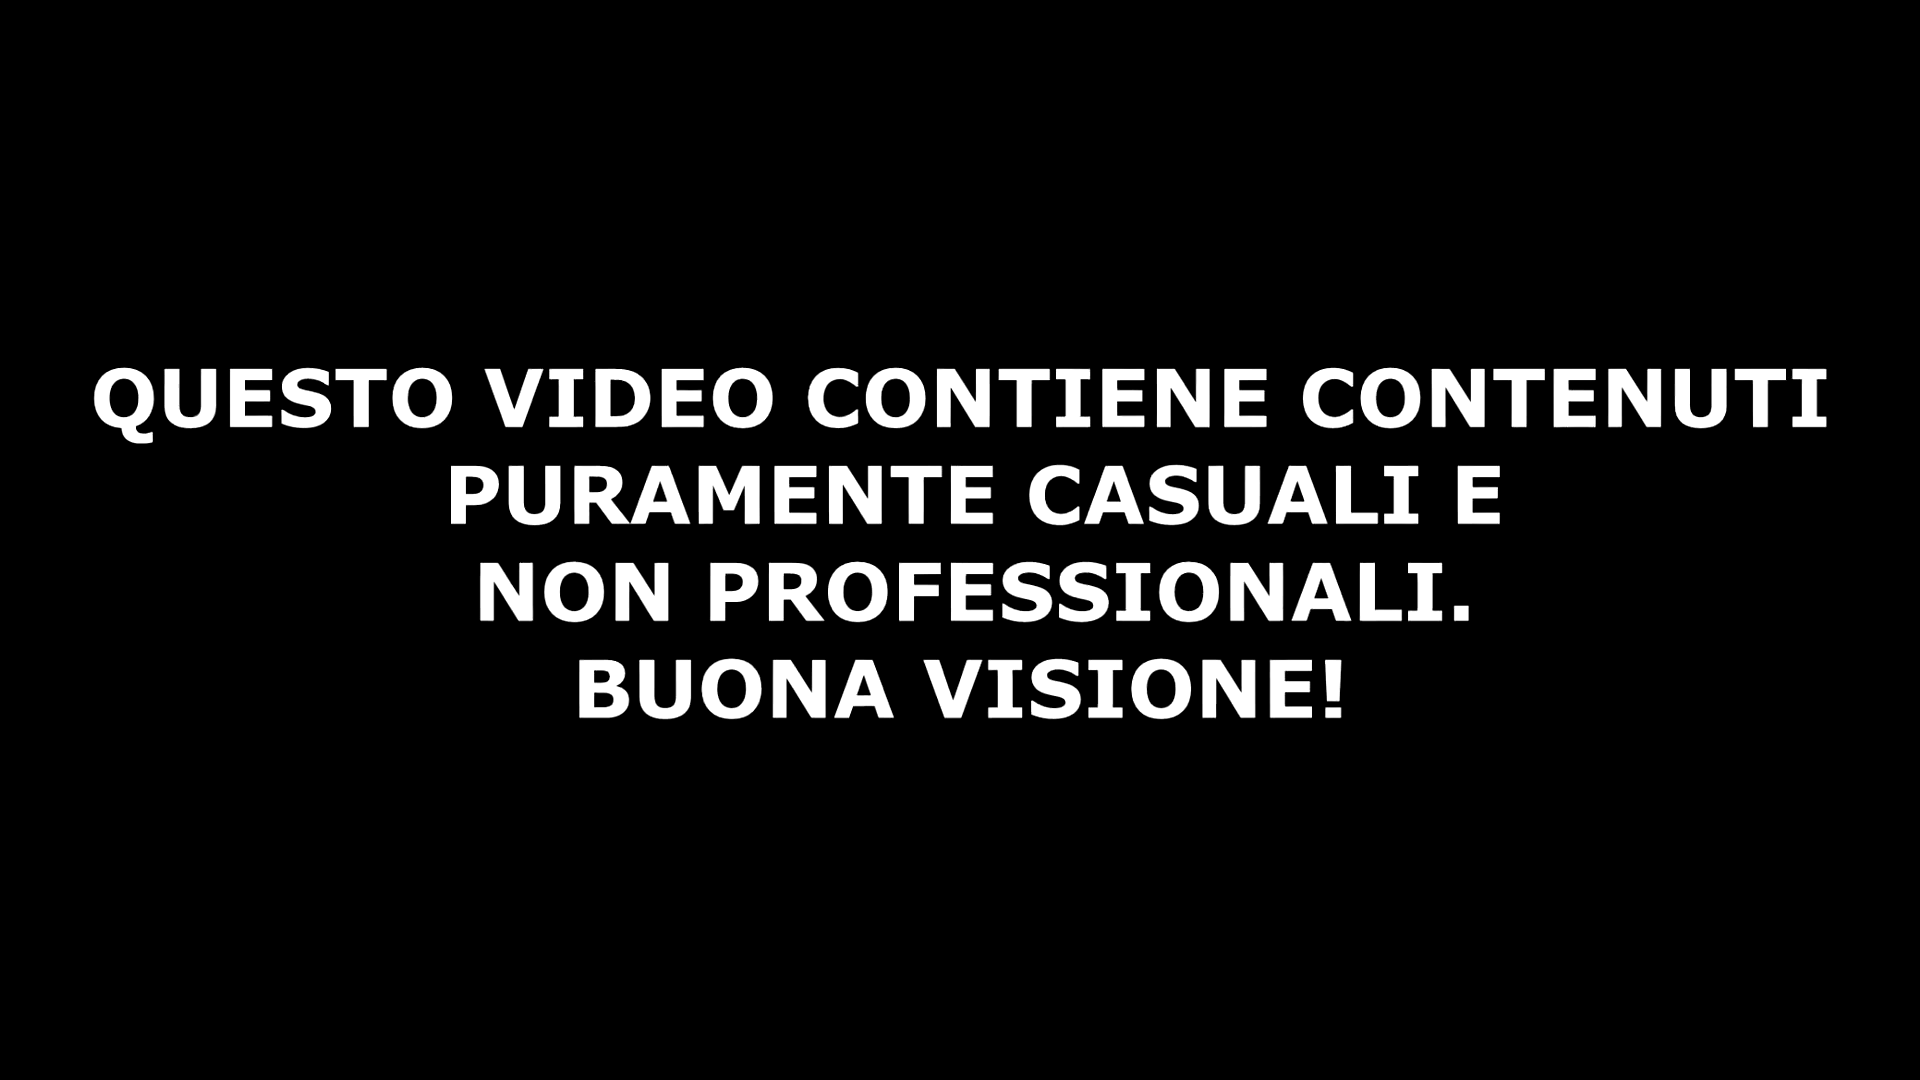 QUESTO VIDEO CONTIENE CONTENUTI
PURAMENTE CASUALI E
NON PROFESSIONALI.
BUONA VISIONE!